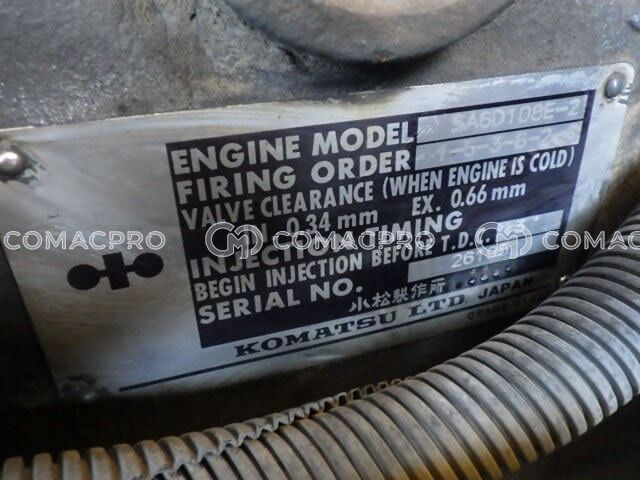 ENGINE MODEL SA6D108E-2
FIRING ORDER 1-5-3-6-2-
VALVE CLEARANCE (WHEN ENGINE IS COLD)
0.34 mm EX. 0.66 mm
INJECTION TIMING
BEGIN INJECTION BEFORE T.D.C.
SERIAL NO.
小松製作所
KOMATSU LTD. JAPAN
COMACPRO COMACPRO COMACPRO